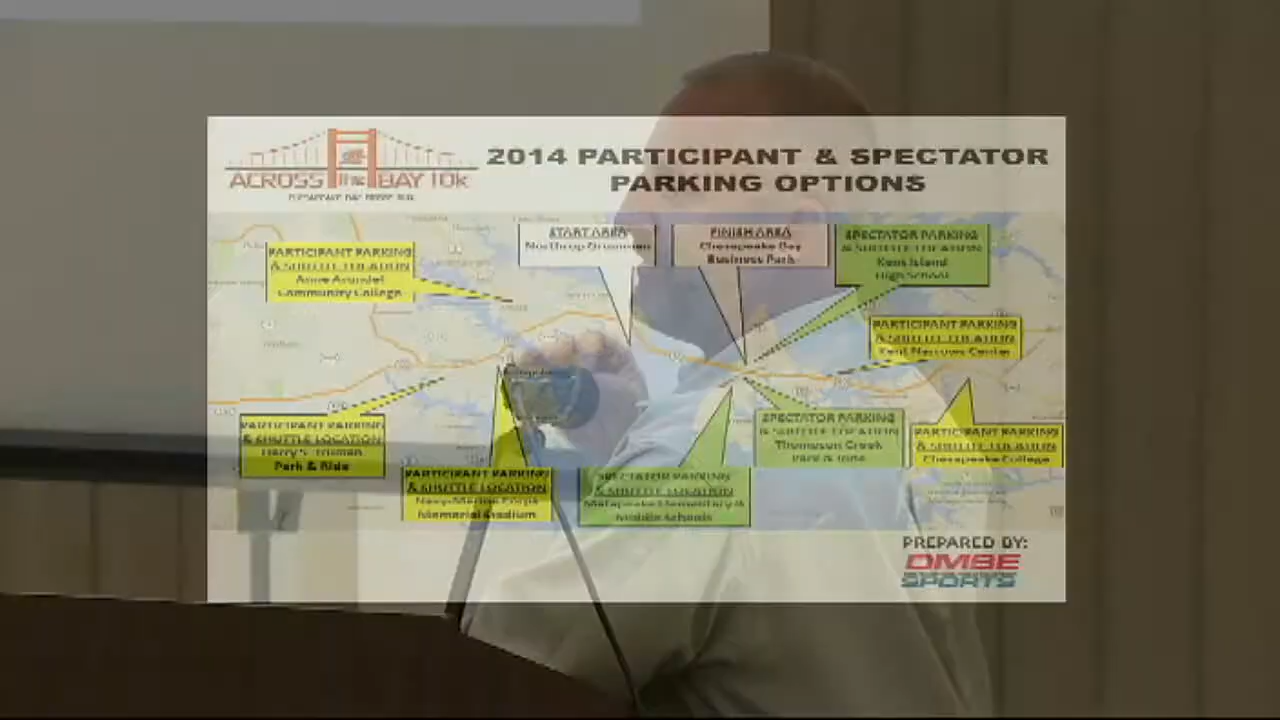 ACROSS THE BAY 10K
2014 PARTICIPANT & SPECTATOR
PARKING OPTIONS
PARTICIPANT PARKING
& SHUTTLE LOCATION
Anne Arundel
Community College
START AREA
Northrop Grumman
FINISH AREA
Chesapeake Bay
Business Park
SPECTATOR PARKING
& SHUTTLE LOCATION
Kent Island
High School
PARTICIPANT PARKING
& SHUTTLE LOCATION
Kent Narrows Center
PARTICIPANT PARKING
& SHUTTLE LOCATION
Harry S. Truman
Park & Ride
PARTICIPANT PARKING
& SHUTTLE LOCATION
Navy-Marine Corps
Memorial Stadium
SPECTATOR PARKING
& SHUTTLE LOCATION
Matapeake Elementary &
Middle Schools
SPECTATOR PARKING
& SHUTTLE LOCATION
Thompson Creek
Park & Ride
PARTICIPANT PARKING
& SHUTTLE LOCATION
Chesapeake College
PREPARED BY:
DMSE
SPORTS